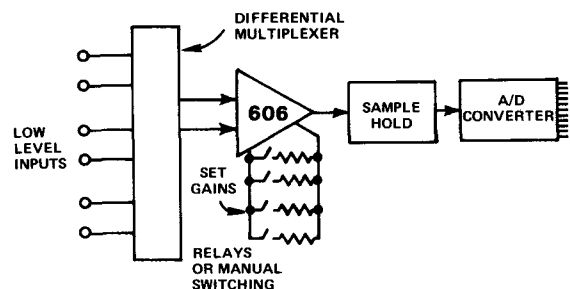 DIFFERENTIAL
MULTIPLEXER
606
SAMPLE
HOLD
A/D
CONVERTER
LOW
LEVEL
INPUTS
SET
GAINS
RELAYS
OR MANUAL
SWITCHING